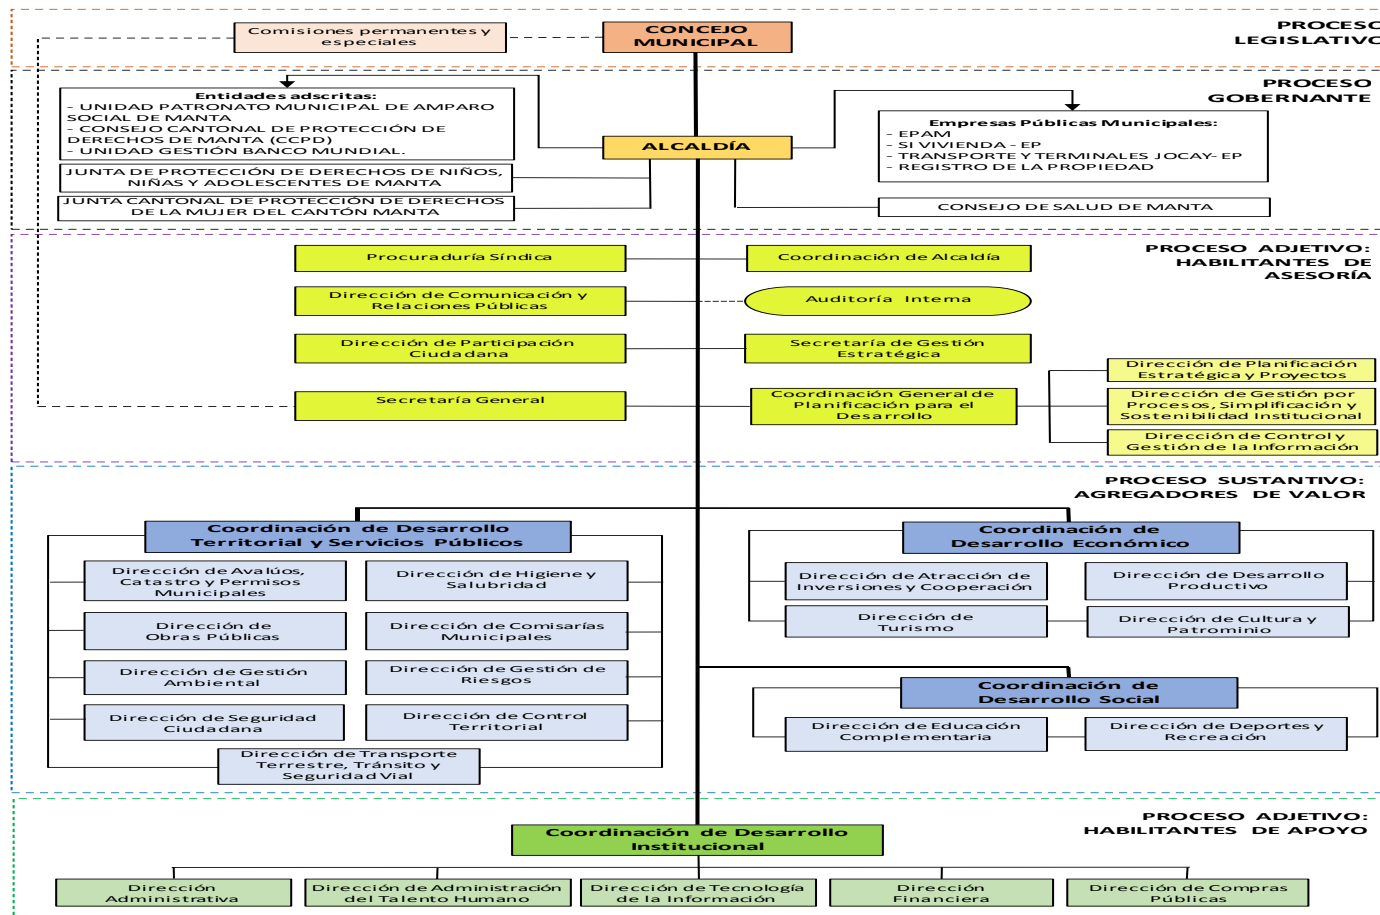 Comisiones permanentes y
especiales
CONCEJO
MUNICIPAL
PROCESO
LEGISLATIVO
PROCESO
GOBERNANTE
Entidades adscritas:
- UNIDAD PATRONATO MUNICIPAL DE AMPARO
SOCIAL DE MANTA
- CONSEJO CANTONAL DE PROTECCIÓN DE
DERECHOS DE MANTA (CCPD)
- UNIDAD GESTIÓN BANCO MUNDIAL.
JUNTA DE PROTECCIÓN DE DERECHOS DE NIÑOS,
NIÑAS Y ADOLESCENTES DE MANTA
JUNTA CANTONAL DE PROTECCIÓN DE DERECHOS
DE LA MUJER DEL CANTÓN MANTA
ALCALDÍA
Empresas Públicas Municipales:
- EPAM
- SI VIVIENDA - EP
- TRANSPORTE Y TERMINALES JOCAY- EP
- REGISTRO DE LA PROPIEDAD
CONSEJO DE SALUD DE MANTA
PROCESO ADJETIVO:
HABILITANTES DE
ASESORÍA
Procuraduría Síndica
Coordinación de Alcaldía
Dirección de Comunicación y
Relaciones Públicas
Auditoría Interna
Dirección de Participación
Ciudadana
Secretaría de Gestión
Estratégica
Secretaría General
Coordinación General de
Planificación para el
Desarrollo
Dirección de Planificación
Estratégica y Proyectos
Dirección de Gestión por
Procesos, Simplificación y
Sostenibilidad Institucional
Dirección de Control y
Gestión de la Información
PROCESO SUSTANTIVO:
AGREGADORES DE VALOR
Coordinación de Desarrollo
Territorial y Servicios Públicos
Dirección de Avalúos,
Catastro y Permisos
Municipales
Dirección de Higiene y
Salubridad
Dirección de
Obras Públicas
Dirección de Comisarías
Municipales
Dirección de Gestión
Ambiental
Dirección de Gestión de
Riesgos
Dirección de Seguridad
Ciudadana
Dirección de Control
Territorial
Dirección de Transporte
Terrestre, Tránsito y
Seguridad Vial
Coordinación de
Desarrollo Económico
Dirección de Atracción de
Inversiones y Cooperación
Dirección de Desarrollo
Productivo
Dirección de
Turismo
Dirección de Cultura y
Patrominio
Coordinación de
Desarrollo Social
Dirección de Educación
Complementaria
Dirección de Deportes y
Recreación
PROCESO ADJETIVO:
HABILITANTES DE APOYO
Coordinación de Desarrollo
Institucional
Dirección
Administrativa
Dirección de Administración
del Talento Humano
Dirección de Tecnología
de la Información
Dirección
Financiera
Dirección de Compras
Públicas